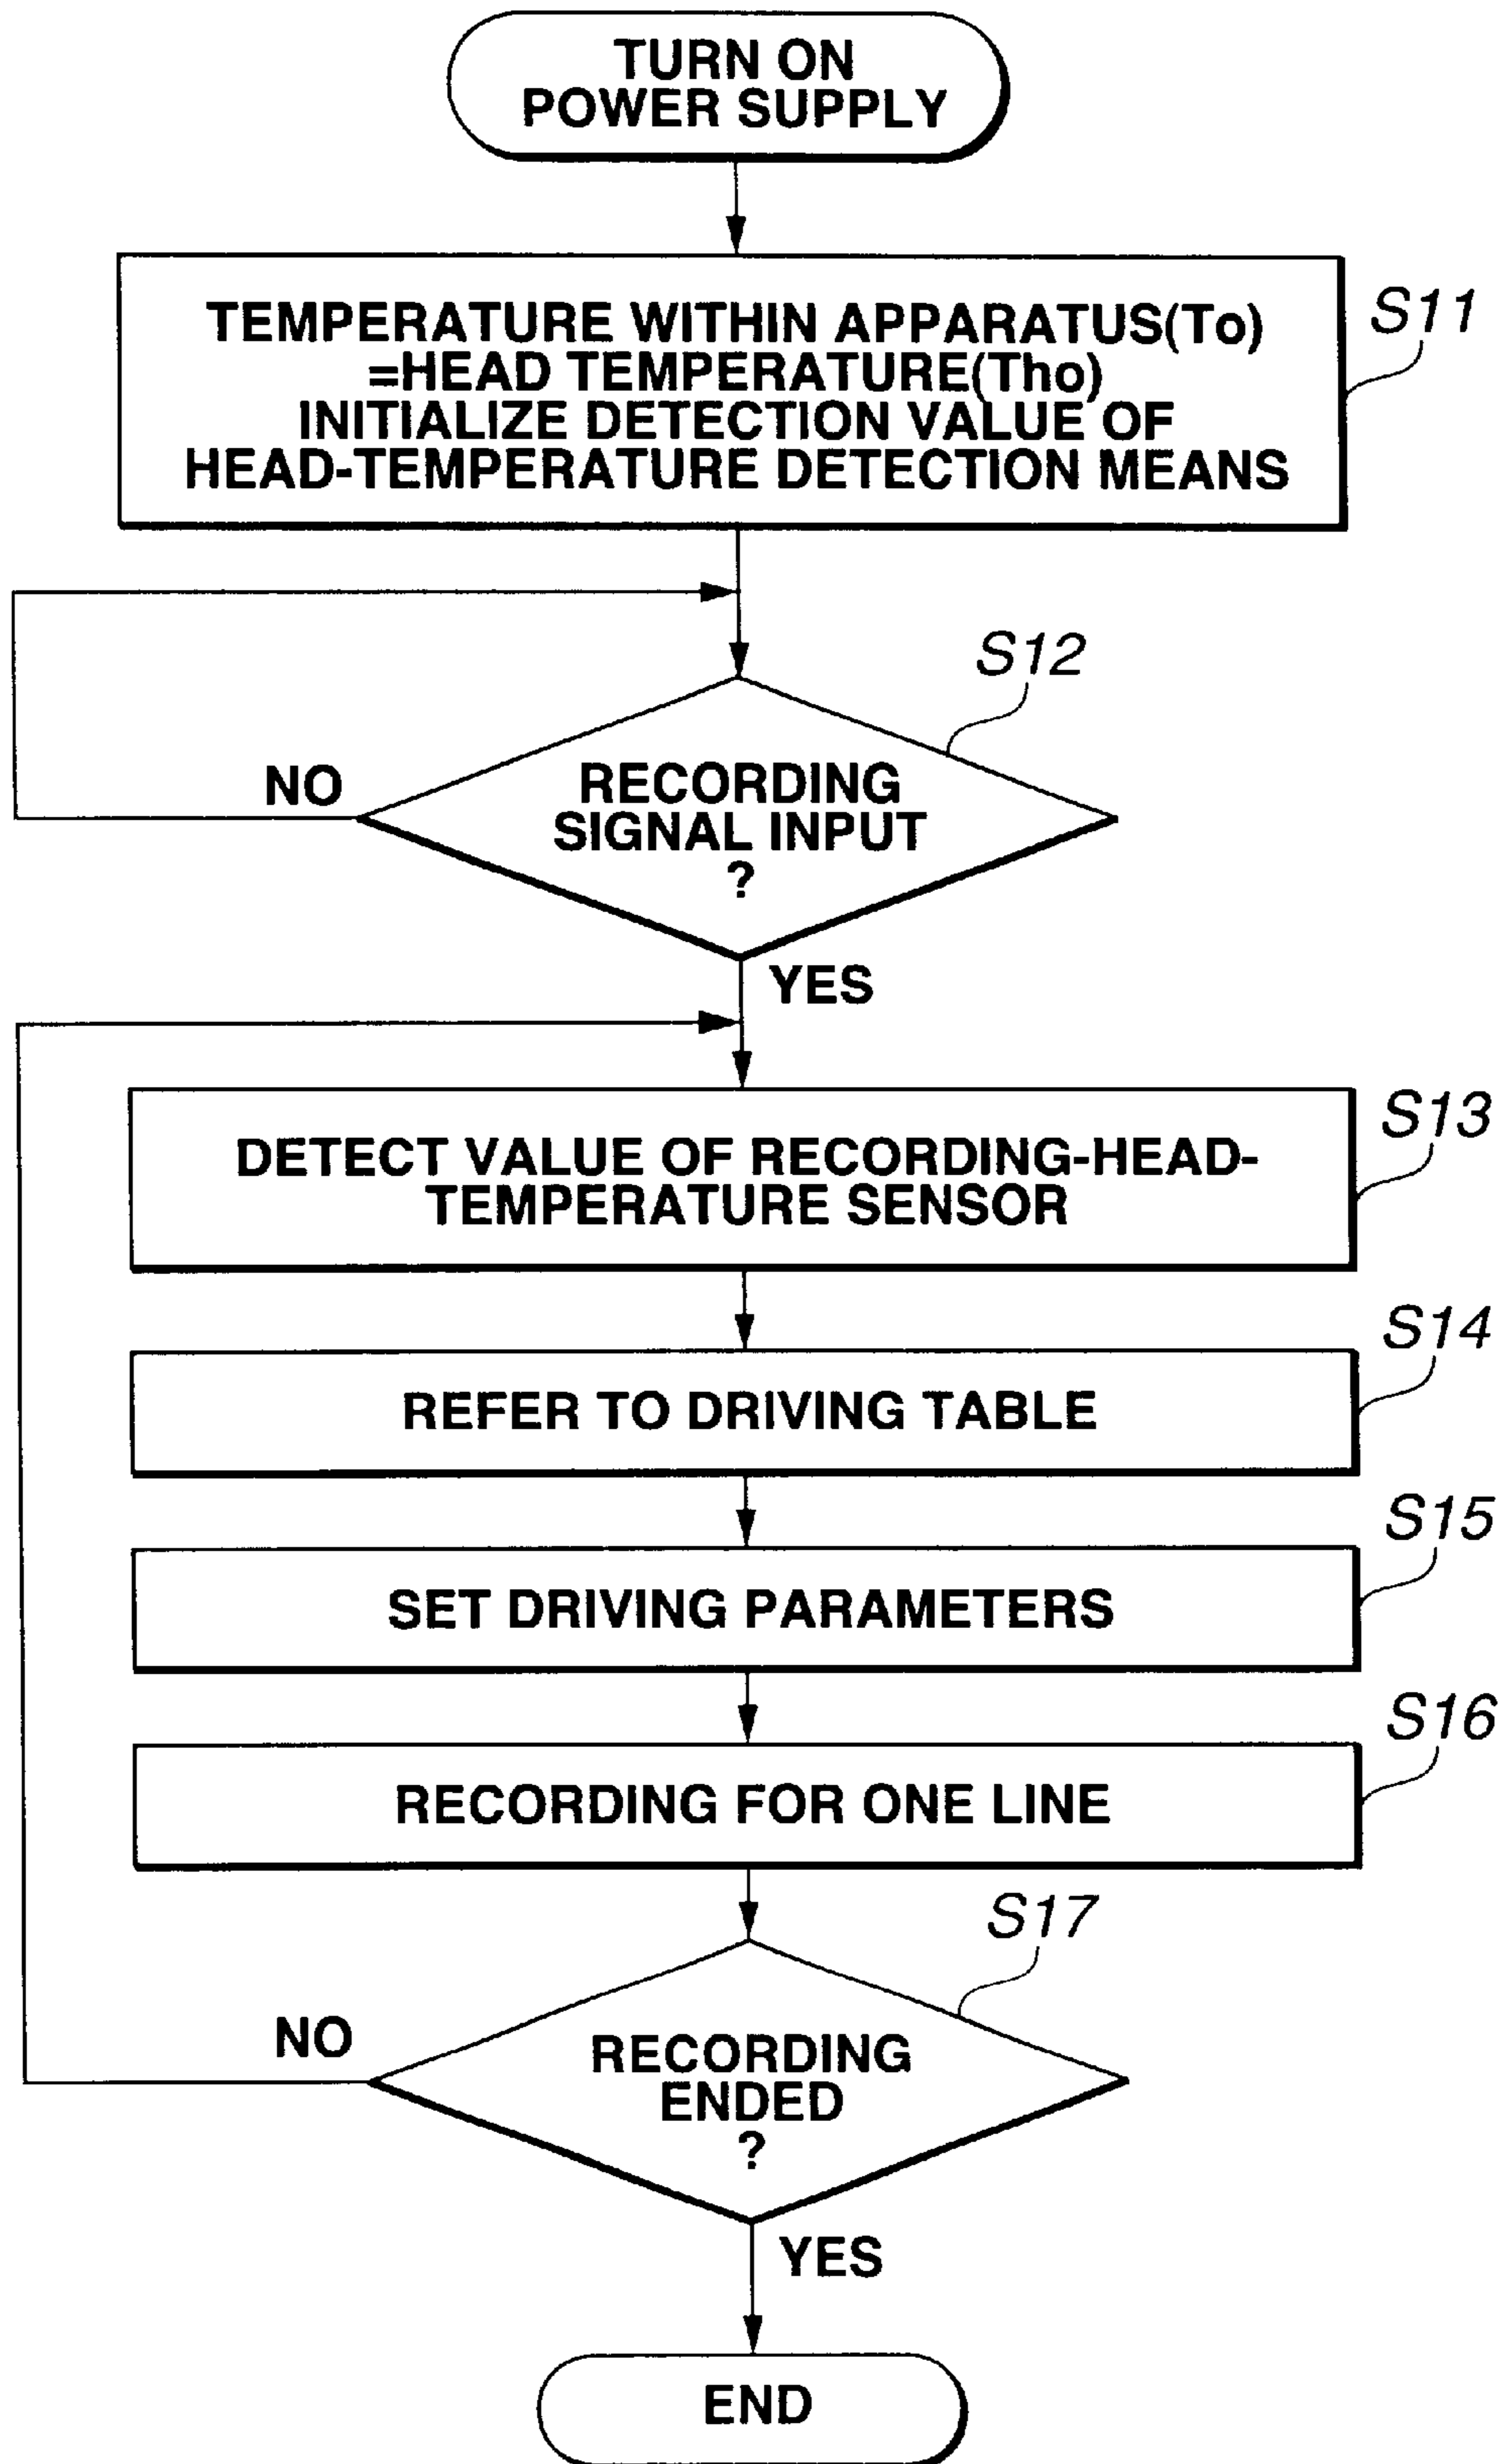 TURN ON
POWER SUPPLY
TEMPERATURE WITHIN APPARATUS(To)
=HEAD TEMPERATURE(Tho)
INITIALIZE DETECTION VALUE OF
HEAD-TEMPERATURE DETECTION MEANS
S11
S12
NO
RECORDING
SIGNAL INPUT
?
YES
S13
DETECT VALUE OF RECORDING-HEAD-
TEMPERATURE SENSOR
S14
REFER TO DRIVING TABLE
S15
SET DRIVING PARAMETERS
S16
RECORDING FOR ONE LINE
S17
NO
RECORDING
ENDED
?
YES
END